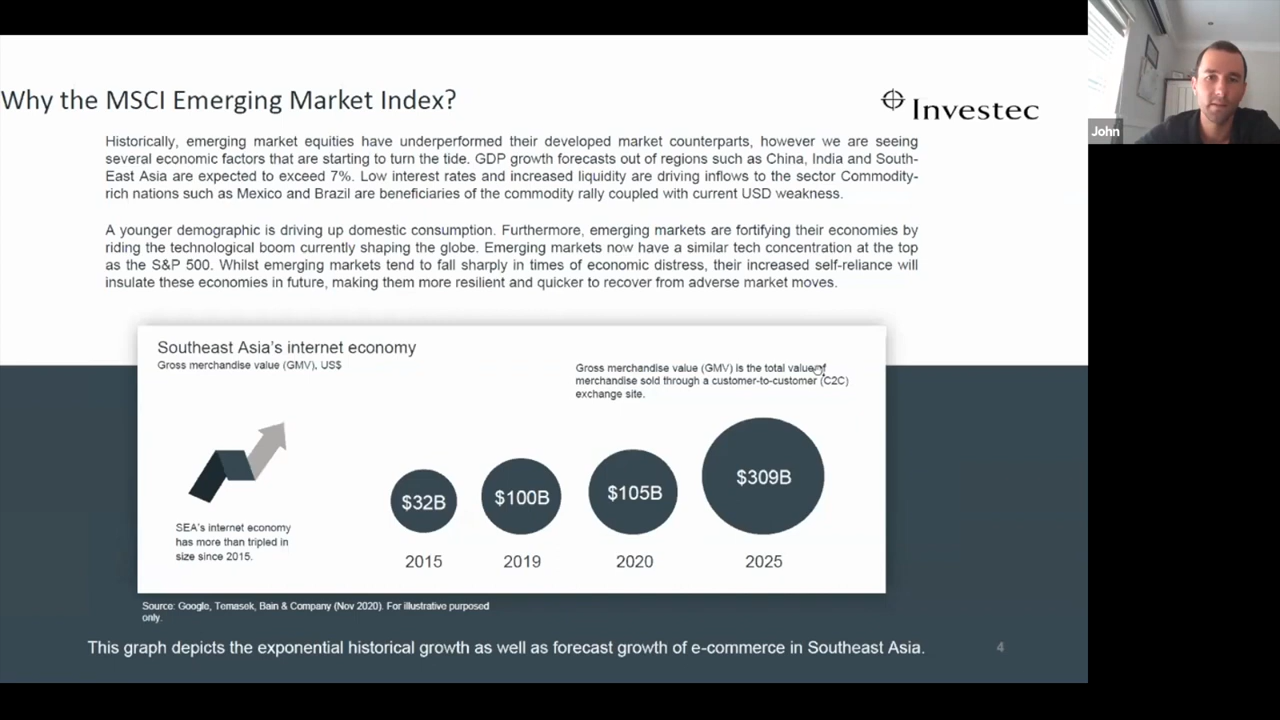 Why the MSCI Emerging Market Index?
Investec
John
Historically, emerging market equities have underperformed their developed market counterparts, however we are seeing
several economic factors that are starting to turn the tide. GDP growth forecasts out of regions such as China, India and South-
East Asia are expected to exceed 7%. Low interest rates and increased liquidity are driving inflows to the sector Commodity-
rich nations such as Mexico and Brazil are beneficiaries of the commodity rally coupled with current USD weakness.
A younger demographic is driving up domestic consumption. Furthermore, emerging markets are fortifying their economies by
riding the technological boom currently shaping the globe. Emerging markets now have a similar tech concentration at the top
as the S&P 500. Whilst emerging markets tend to fall sharply in times of economic distress, their increased self-reliance will
insulate these economies in future, making them more resilient and quicker to recover from adverse market moves.
Southeast Asia's internet economy
Gross merchandise value (GMV), US$
Gross merchandise value (GMV) is the total value of
merchandise sold through a customer-to-customer (C2C)
exchange site.
SEA's internet economy
has more than tripled in
size since 2015.
$32B
$100B
$105B
$309B
2015
2019
2020
2025
Source: Google, Temasek, Bain & Company (Nov 2020). For illustrative purposed
only.
This graph depicts the exponential historical growth as well as forecast growth of e-commerce in Southeast Asia.
4